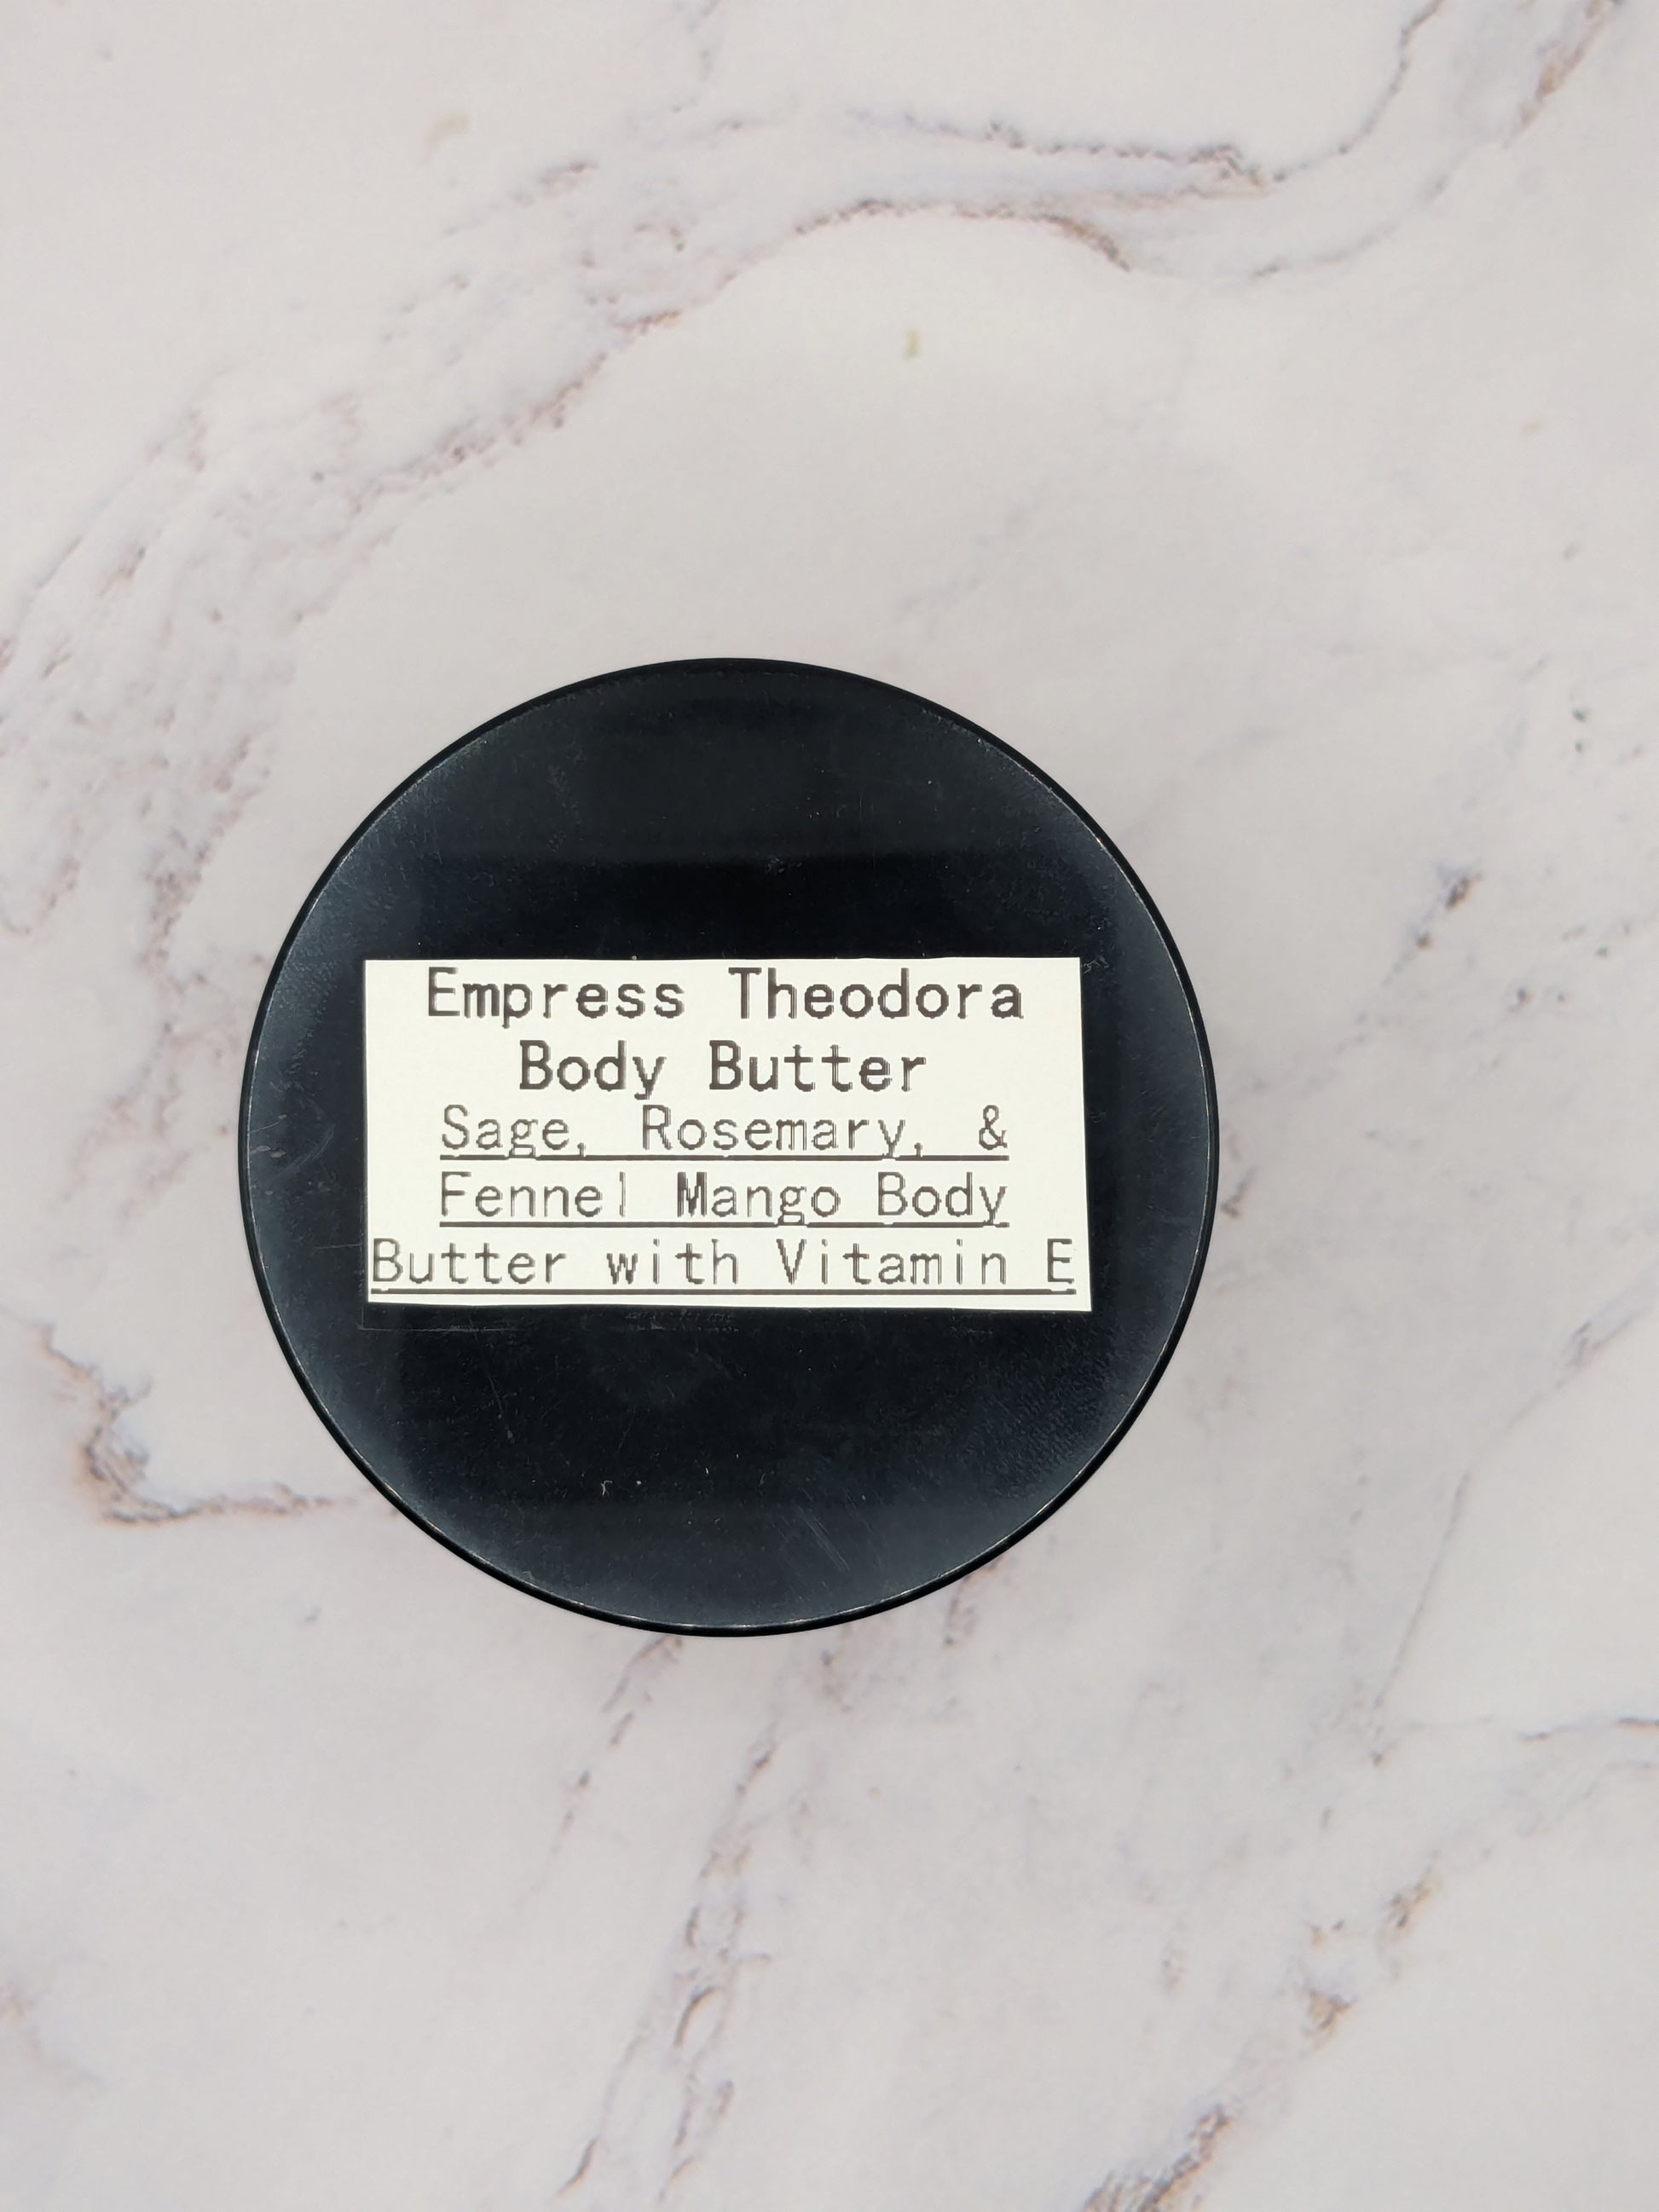 Empress Theodora
Body Butter
Sage, Rosemary, &
Fennel Mango Body
Butter with Vitamin E